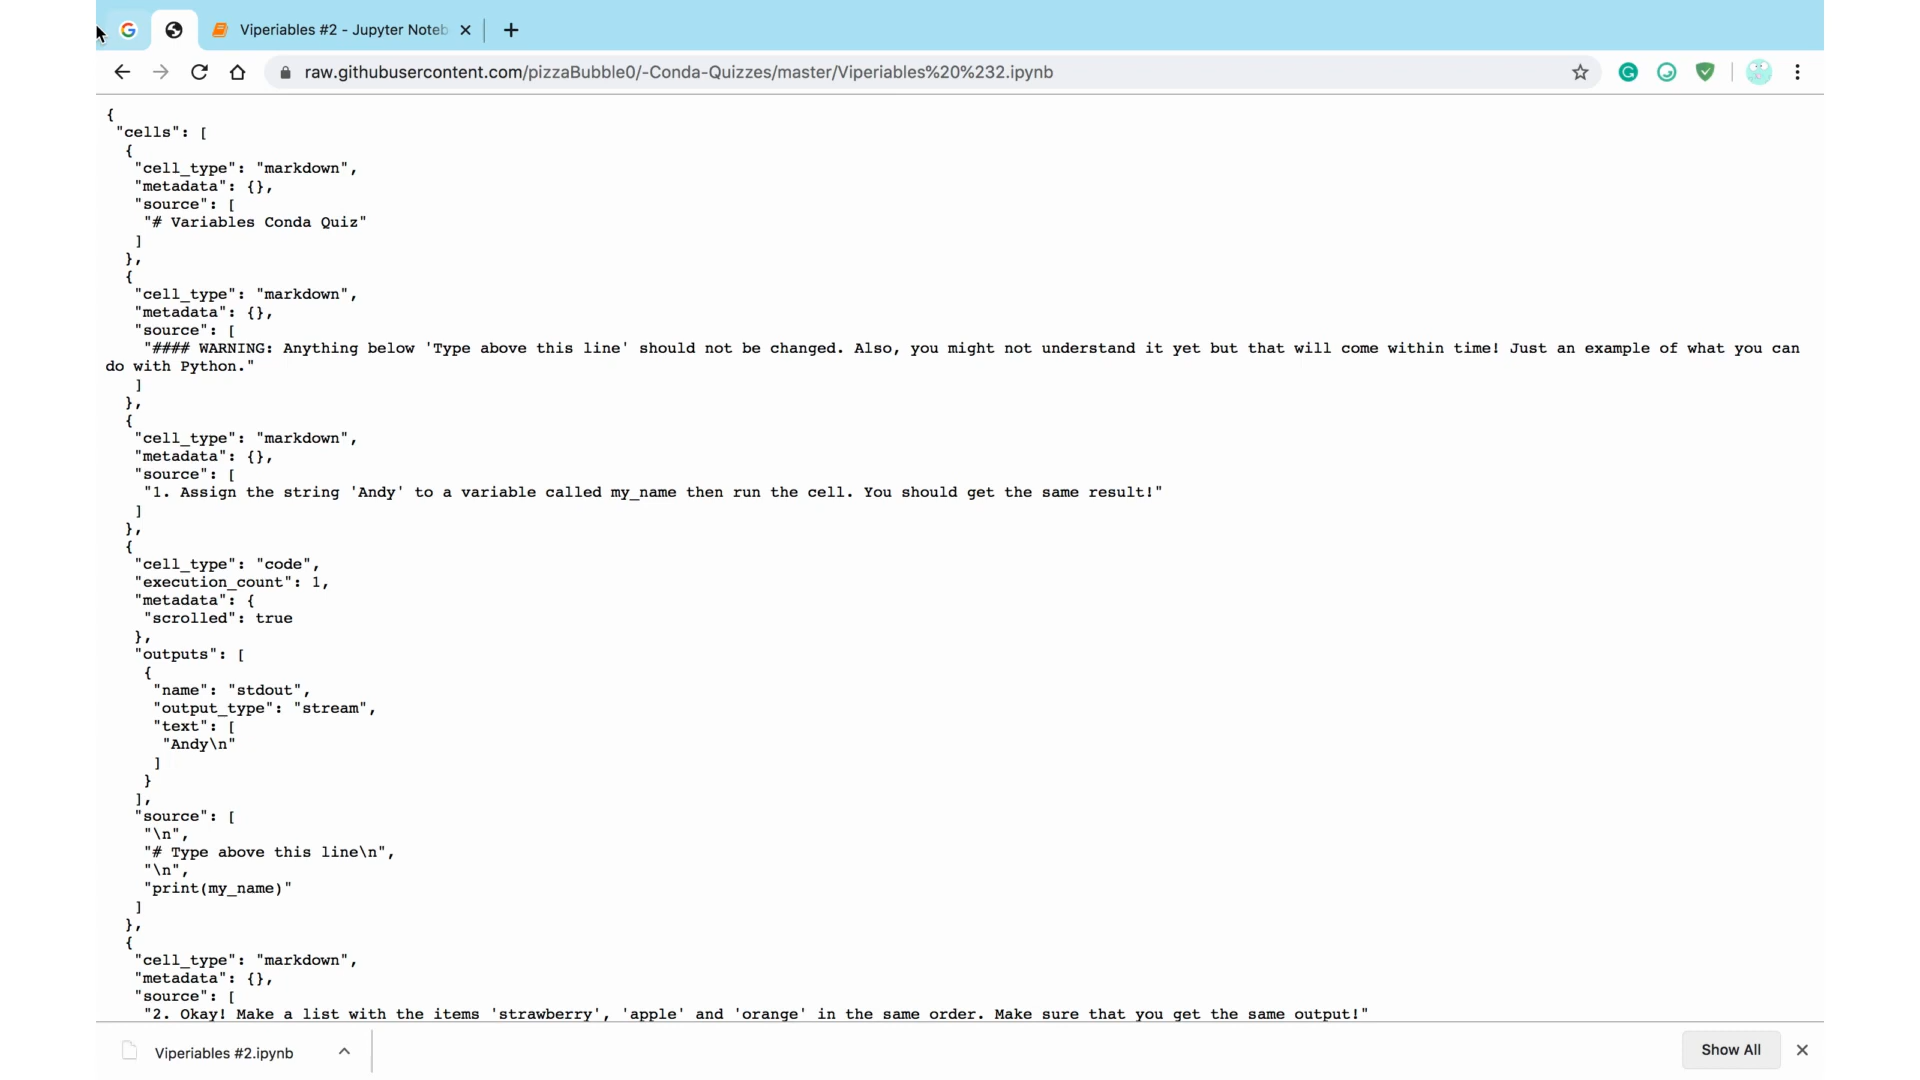 Viperiables #2 - Jupyter Noteb
raw.githubusercontent.com/pizzaBubble0/-Conda-Quizzes/master/Viperiables%20%232.ipynb
{
"cells": [
{
"cell_type": "markdown",
"metadata": {},
"source": [
"# Variables Conda Quiz"
]
},
{
"cell_type": "markdown",
"metadata": {},
"source": [
"#### WARNING: Anything below 'Type above this line' should not be changed. Also, you might not understand it yet but that will come within time! Just an example of what you can
do with Python."
]
},
{
"cell_type": "markdown",
"metadata": {},
"source": [
"1. Assign the string 'Andy' to a variable called my_name then run the cell. You should get the same result!"
]
},
{
"cell_type": "code",
"execution_count": 1,
"metadata": {
"scrolled": true
},
"outputs": [
{
"name": "stdout",
"output_type": "stream",
"text": [
"Andy\n"
]
}
],
"source": [
"\n",
"# Type above this line\n",
"\n",
"print(my_name)"
]
},
{
"cell_type": "markdown",
"metadata": {},
"source": [
"2. Okay! Make a list with the items 'strawberry', 'apple' and 'orange' in the same order. Make sure that you get the same output!"
Viperiables #2.ipynb
Show All